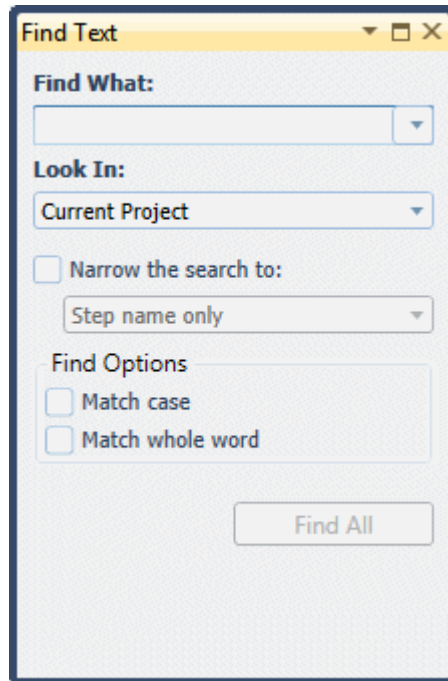 Find Text
Find What:
Look In:
Current Project
Narrow the search to:
Step name only
Find Options
Match case
Match whole word
Find All